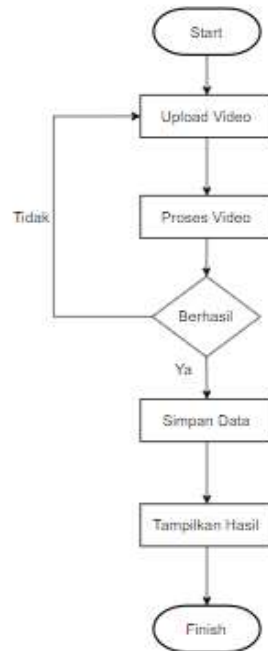 Start
Upload Video
Tidak
Proses Video
Berhasil
Ya
Simpan Data
Tampilkan Hasil
Finish